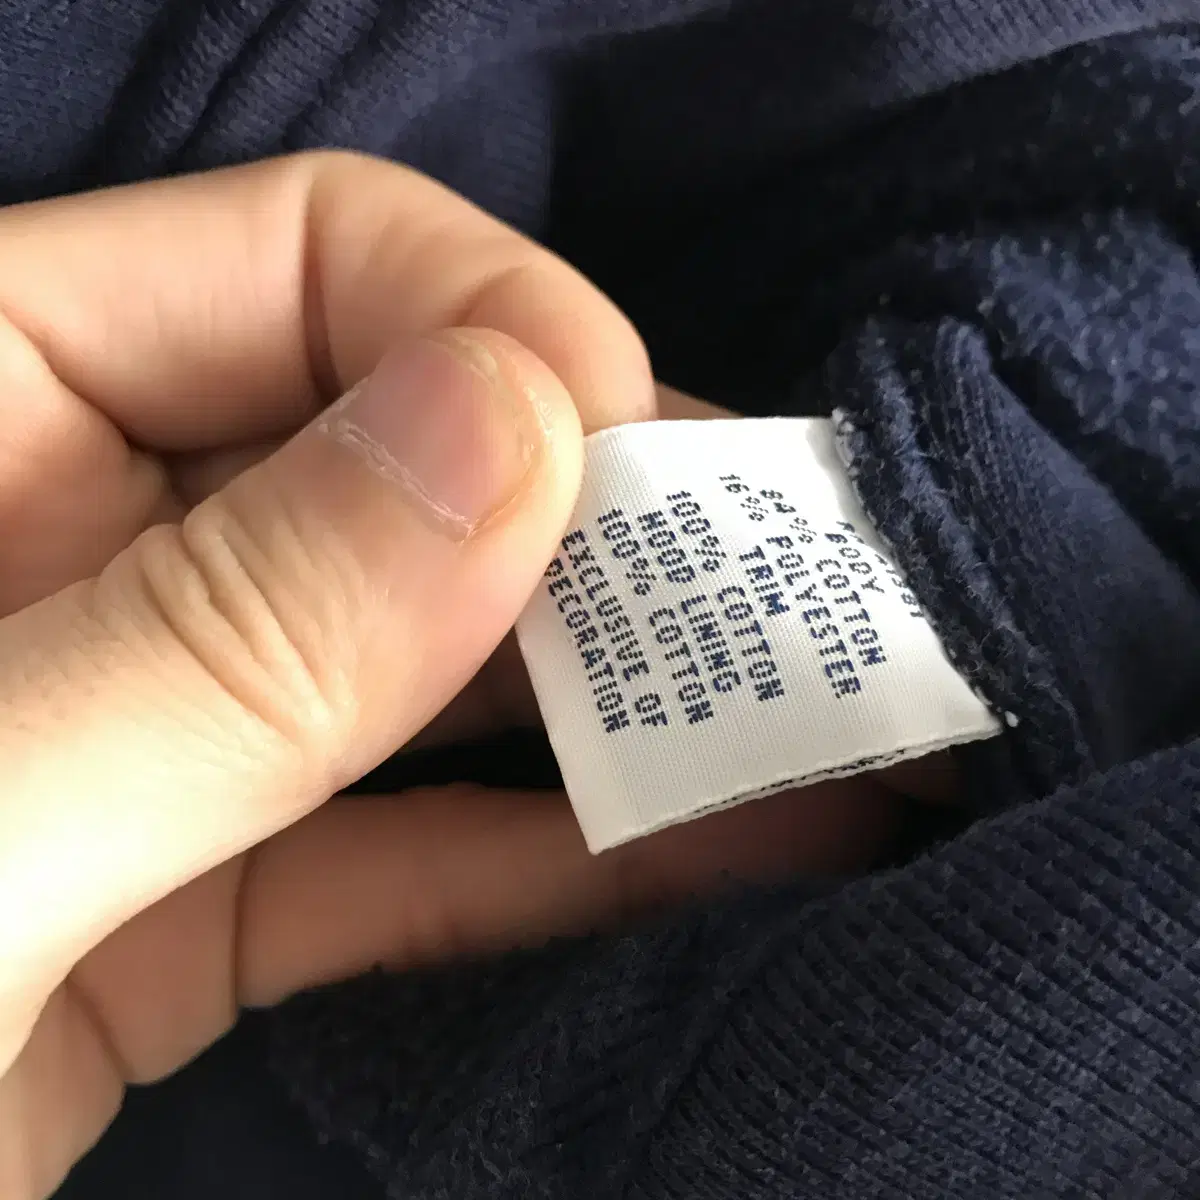 BODY
84% COTTON
16% POLYESTER
TRIM
100% COTTON
HOOD LINING
100% COTTON
EXCLUSIVE OF
DECORATION